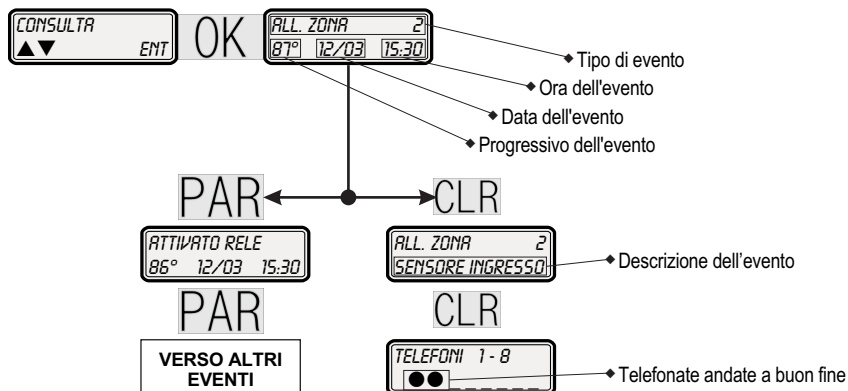 CONSULTA
▲▼ ENT
OK
ALL. ZONA 2
87° 12/03 15:30
Tipo di evento
Ora dell'evento
Data dell'evento
Progressivo dell'evento
PAR
CLR
ATTIVATO RELE
86° 12/03 15:30
ALL. ZONA 2
SENSORE INGRESSO
Descrizione dell'evento
PAR
CLR
VERSO ALTRI
EVENTI
TELEFONI 1 - 8
●●_ _ _ _ _ _
Telefonate andate a buon fine